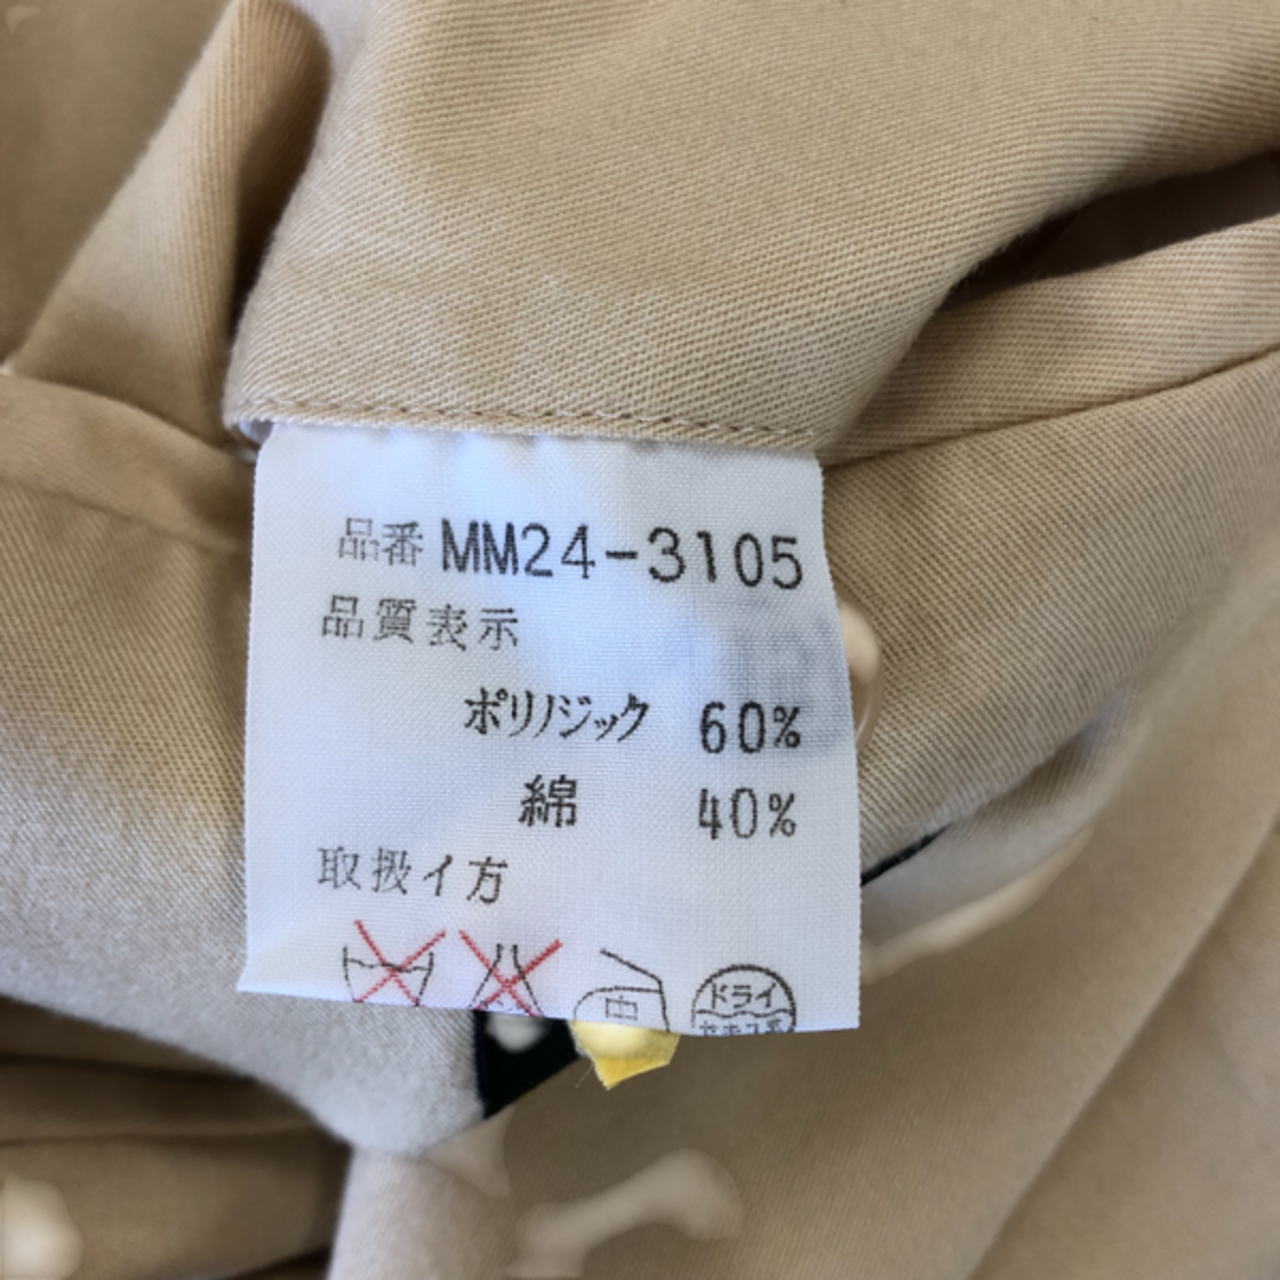 品番 MM24-3105
品質表示
ポリノジック 60%
綿 40%
取扱イ方
中 ドライ